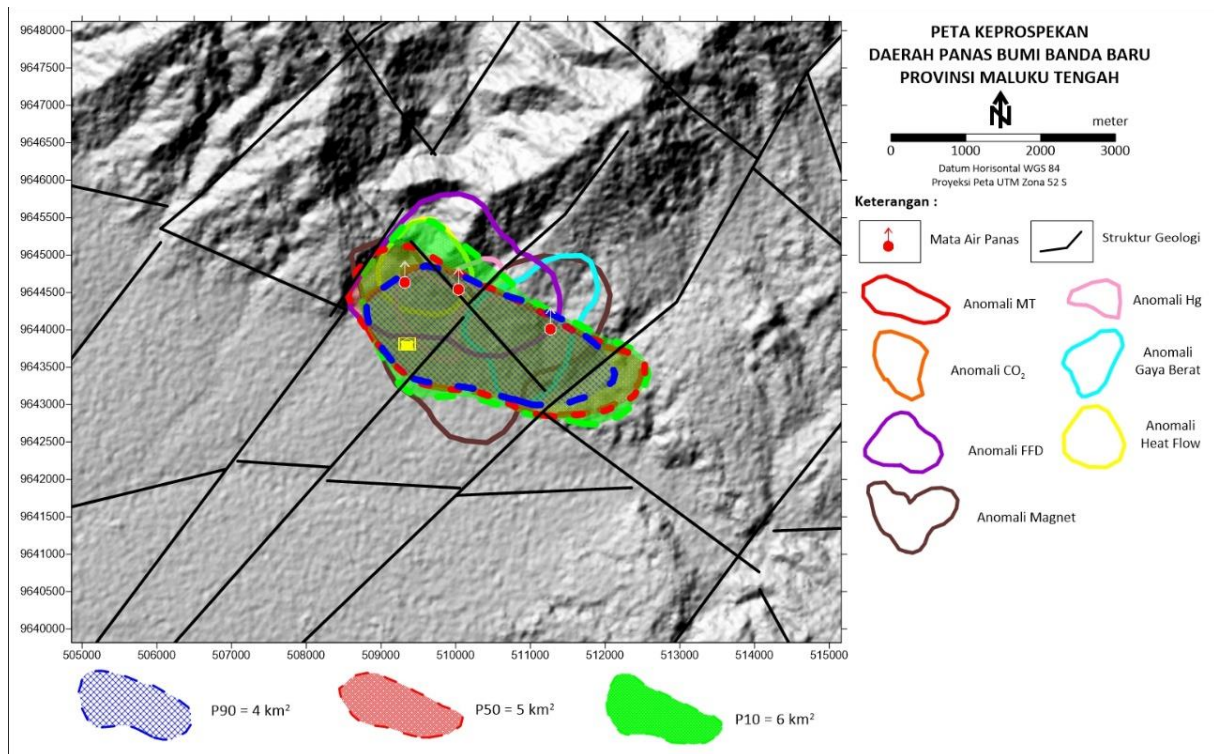 PETA KEPROSPEKAN
DAERAH PANAS BUMI BANDA BARU
PROVINSI MALUKU TENGAH
N
meter
0 1000 2000 3000
Datum Horisontal WGS 84
Proyeksi Peta UTM Zona 52 S
Keterangan :
Mata Air Panas
Struktur Geologi
Anomali MT
Anomali Hg
Anomali CO₂
Anomali
Gaya Berat
Anomali FFD
Anomali
Heat Flow
Anomali Magnet
9648000
9647500
9647000
9646500
9646000
9645500
9645000
9644500
9644000
9643500
9643000
9642500
9642000
9641500
9641000
9640500
9640000
505000 506000 507000 508000 509000 510000 511000 512000 513000 514000 515000
P90 = 4 km²
P50 = 5 km²
P10 = 6 km²